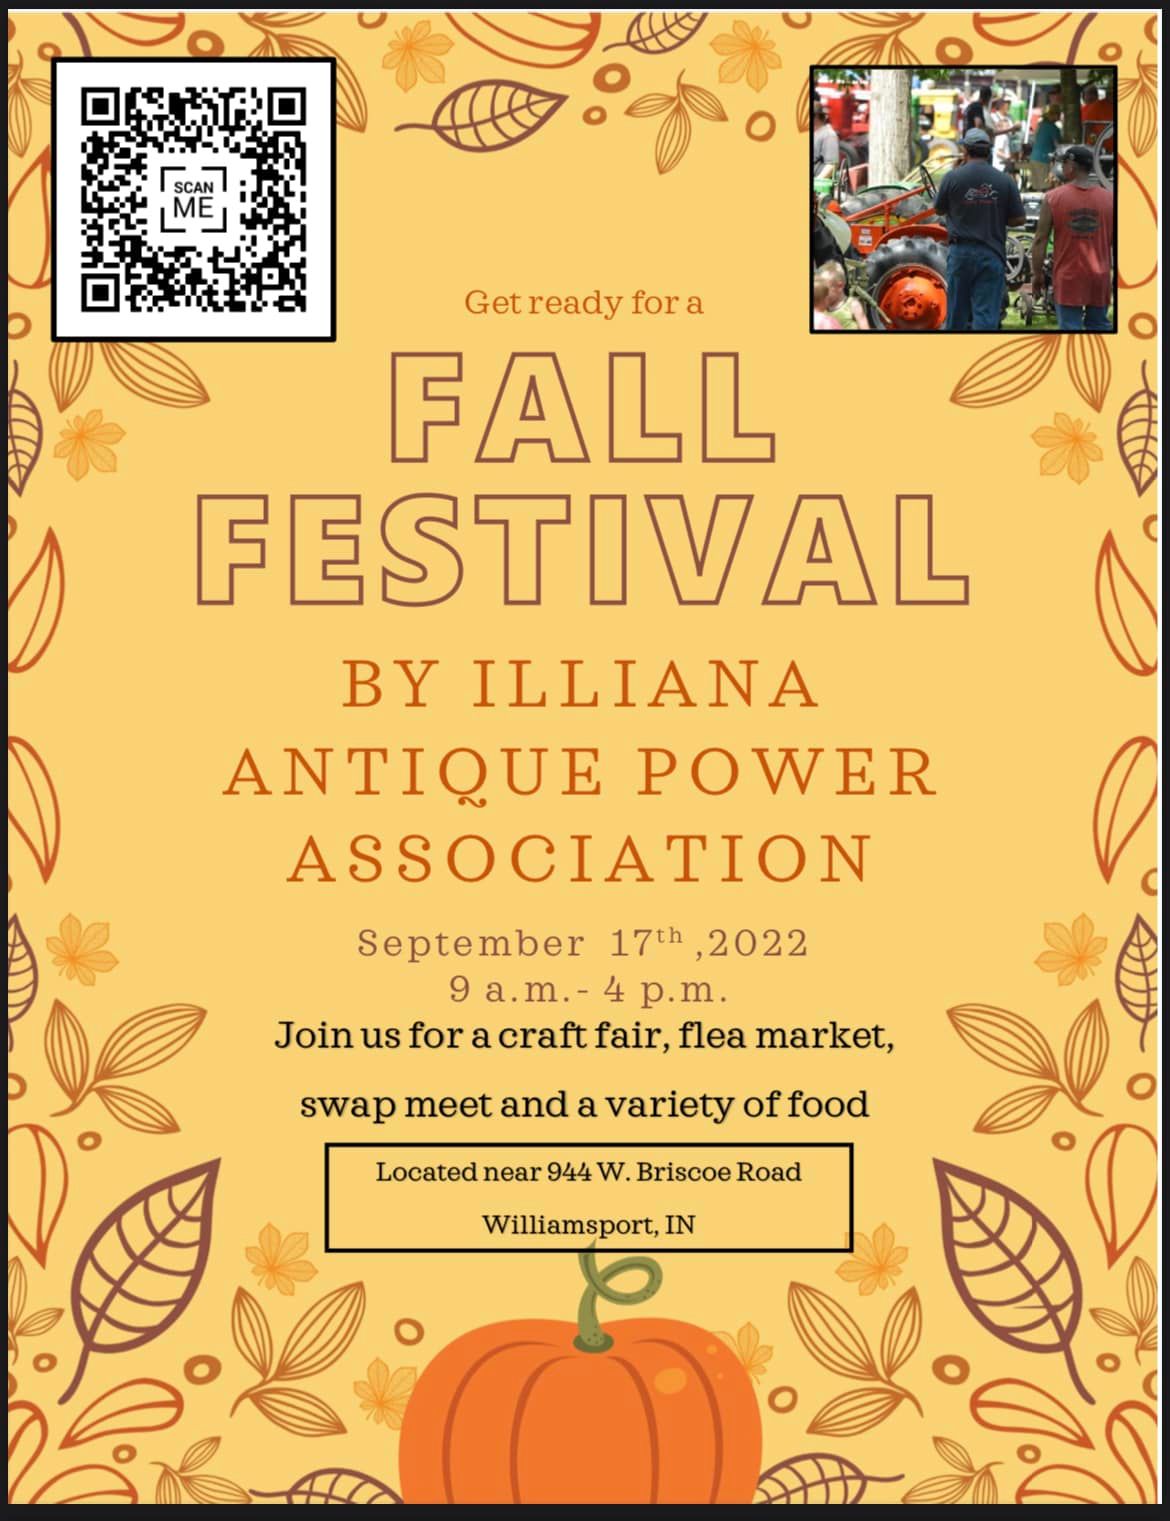 SCAN
ME
Get ready for a
FALL
FESTIVAL
BY ILLIANA
ANTIQUE POWER
ASSOCIATION
September 17th ,2022
9 a.m.- 4 p.m.
Join us for a craft fair, flea market,
swap meet and a variety of food
Located near 944 W. Briscoe Road
Williamsport, IN